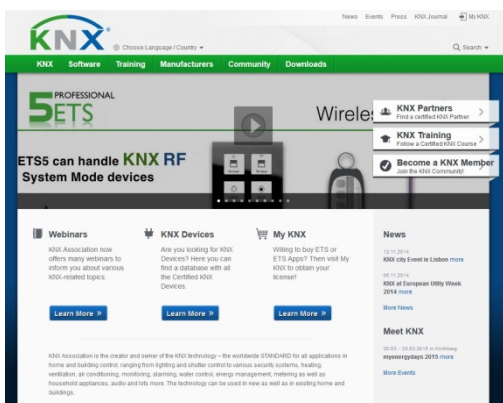 News Events Press KNX Journal My KNX
KNX
Choose Language / Country
Search
KNX Software Training Manufacturers Community Downloads
5 PROFESSIONAL
ETS
Wireless
ETS5 can handle KNX RF
System Mode devices
KNX Partners
Find a certified KNX Partner
KNX Training
Follow a Certified KNX Course
Become a KNX Member
Join the KNX Community!
Webinars
KNX Association now
offers many webinars to
inform you about various
KNX-related topics.
Learn More »
KNX Devices
Are you looking for KNX
Devices? Here you can
find a database with all
the Certified KNX
Devices.
Learn More »
My KNX
Willing to buy ETS or
ETS Apps? Then visit My
KNX to obtain your
license!
Learn More »
News
12.11.2014
KNX city Event in Lisbon more
05.11.2014
KNX at European Utility Week
2014 more
More News
Meet KNX
myenergydays 2015 more
More Events
KNX Association is the creator and owner of the KNX technology – the worldwide STANDARD for all applications in
home and building control, ranging from lighting and shutter control to various security systems, heating,
ventilation, air conditioning, monitoring, alarming, water control, energy management, metering as well as
household appliances, audio and lots more. The technology can be used in new as well as in existing home and
buildings.